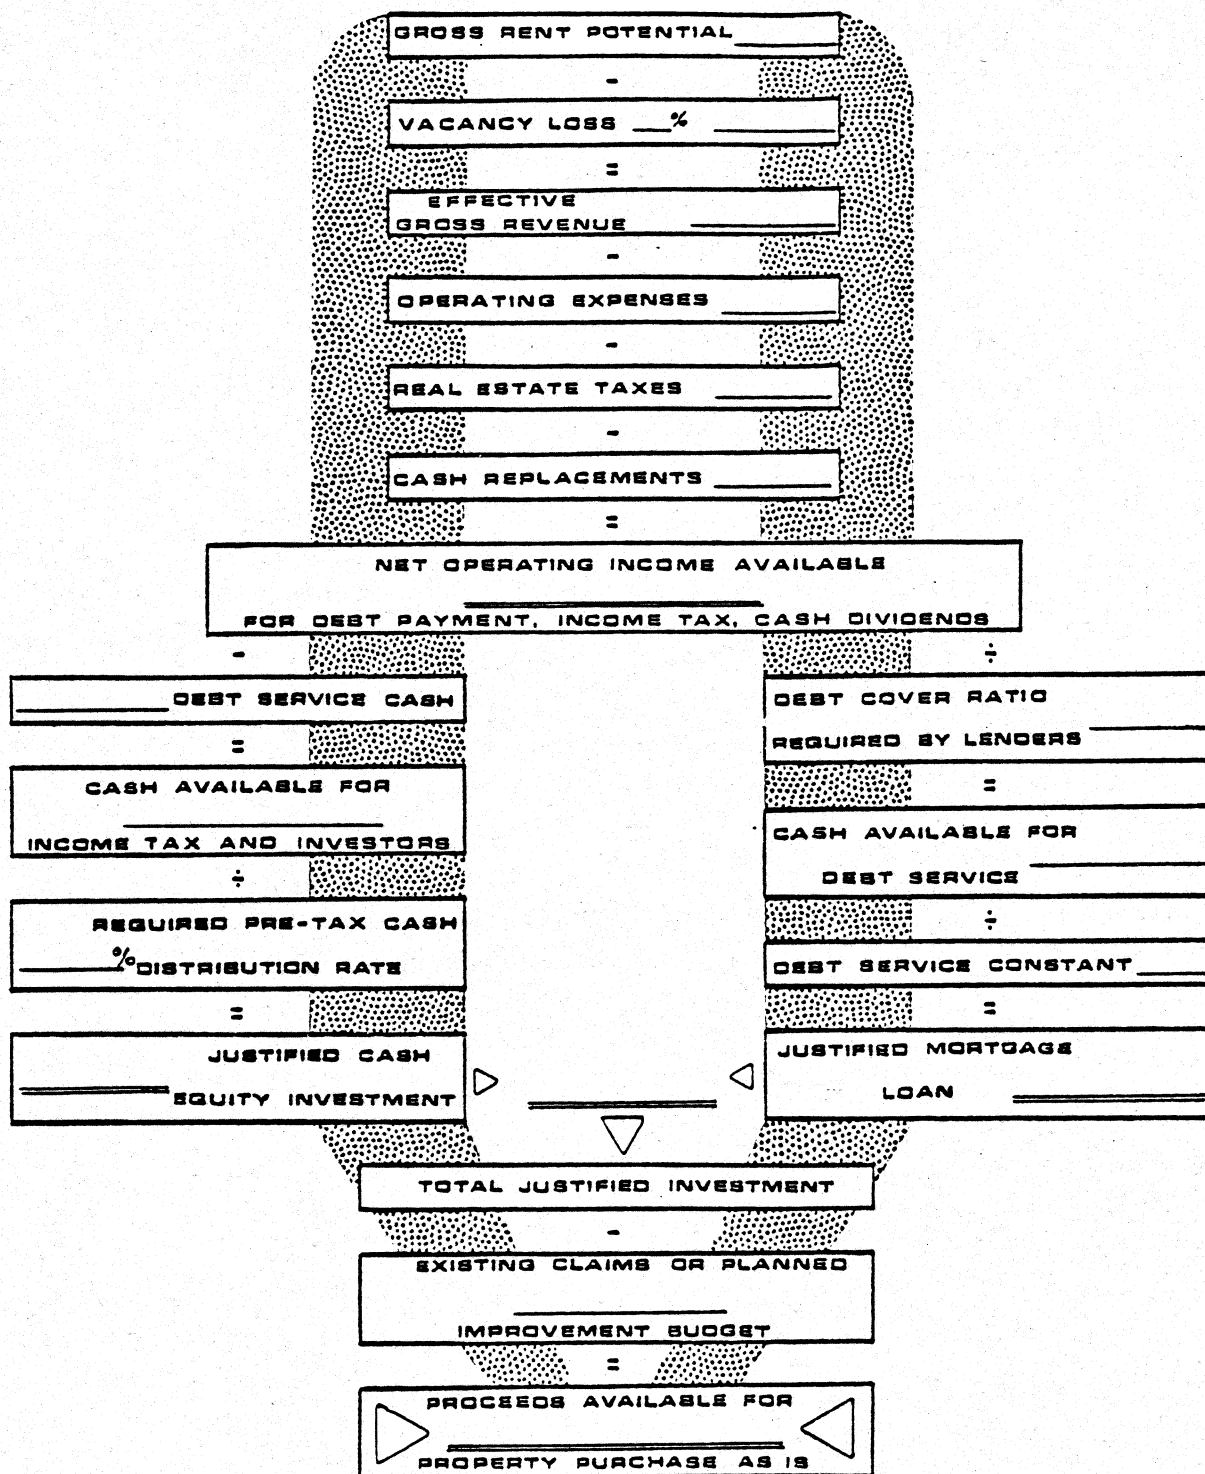 GROSS RENT POTENTIAL
-
VACANCY LOSS __%
=
EFFECTIVE
GROSS REVENUE
-
OPERATING EXPENSES
-
REAL ESTATE TAXES
-
CASH REPLACEMENTS
=
NET OPERATING INCOME AVAILABLE
FOR DEBT PAYMENT, INCOME TAX, CASH DIVIDENDS
-
DEBT SERVICE CASH
=
CASH AVAILABLE FOR
INCOME TAX AND INVESTORS
÷
REQUIRED PRE-TAX CASH
% DISTRIBUTION RATE
=
JUSTIFIED CASH
EQUITY INVESTMENT
÷
DEBT COVER RATIO
REQUIRED BY LENDERS
=
CASH AVAILABLE FOR
DEBT SERVICE
÷
DEBT SERVICE CONSTANT
=
JUSTIFIED MORTGAGE
LOAN
TOTAL JUSTIFIED INVESTMENT
-
EXISTING CLAIMS OR PLANNED
IMPROVEMENT BUDGET
=
PROCEEDS AVAILABLE FOR
PROPERTY PURCHASE AS IS